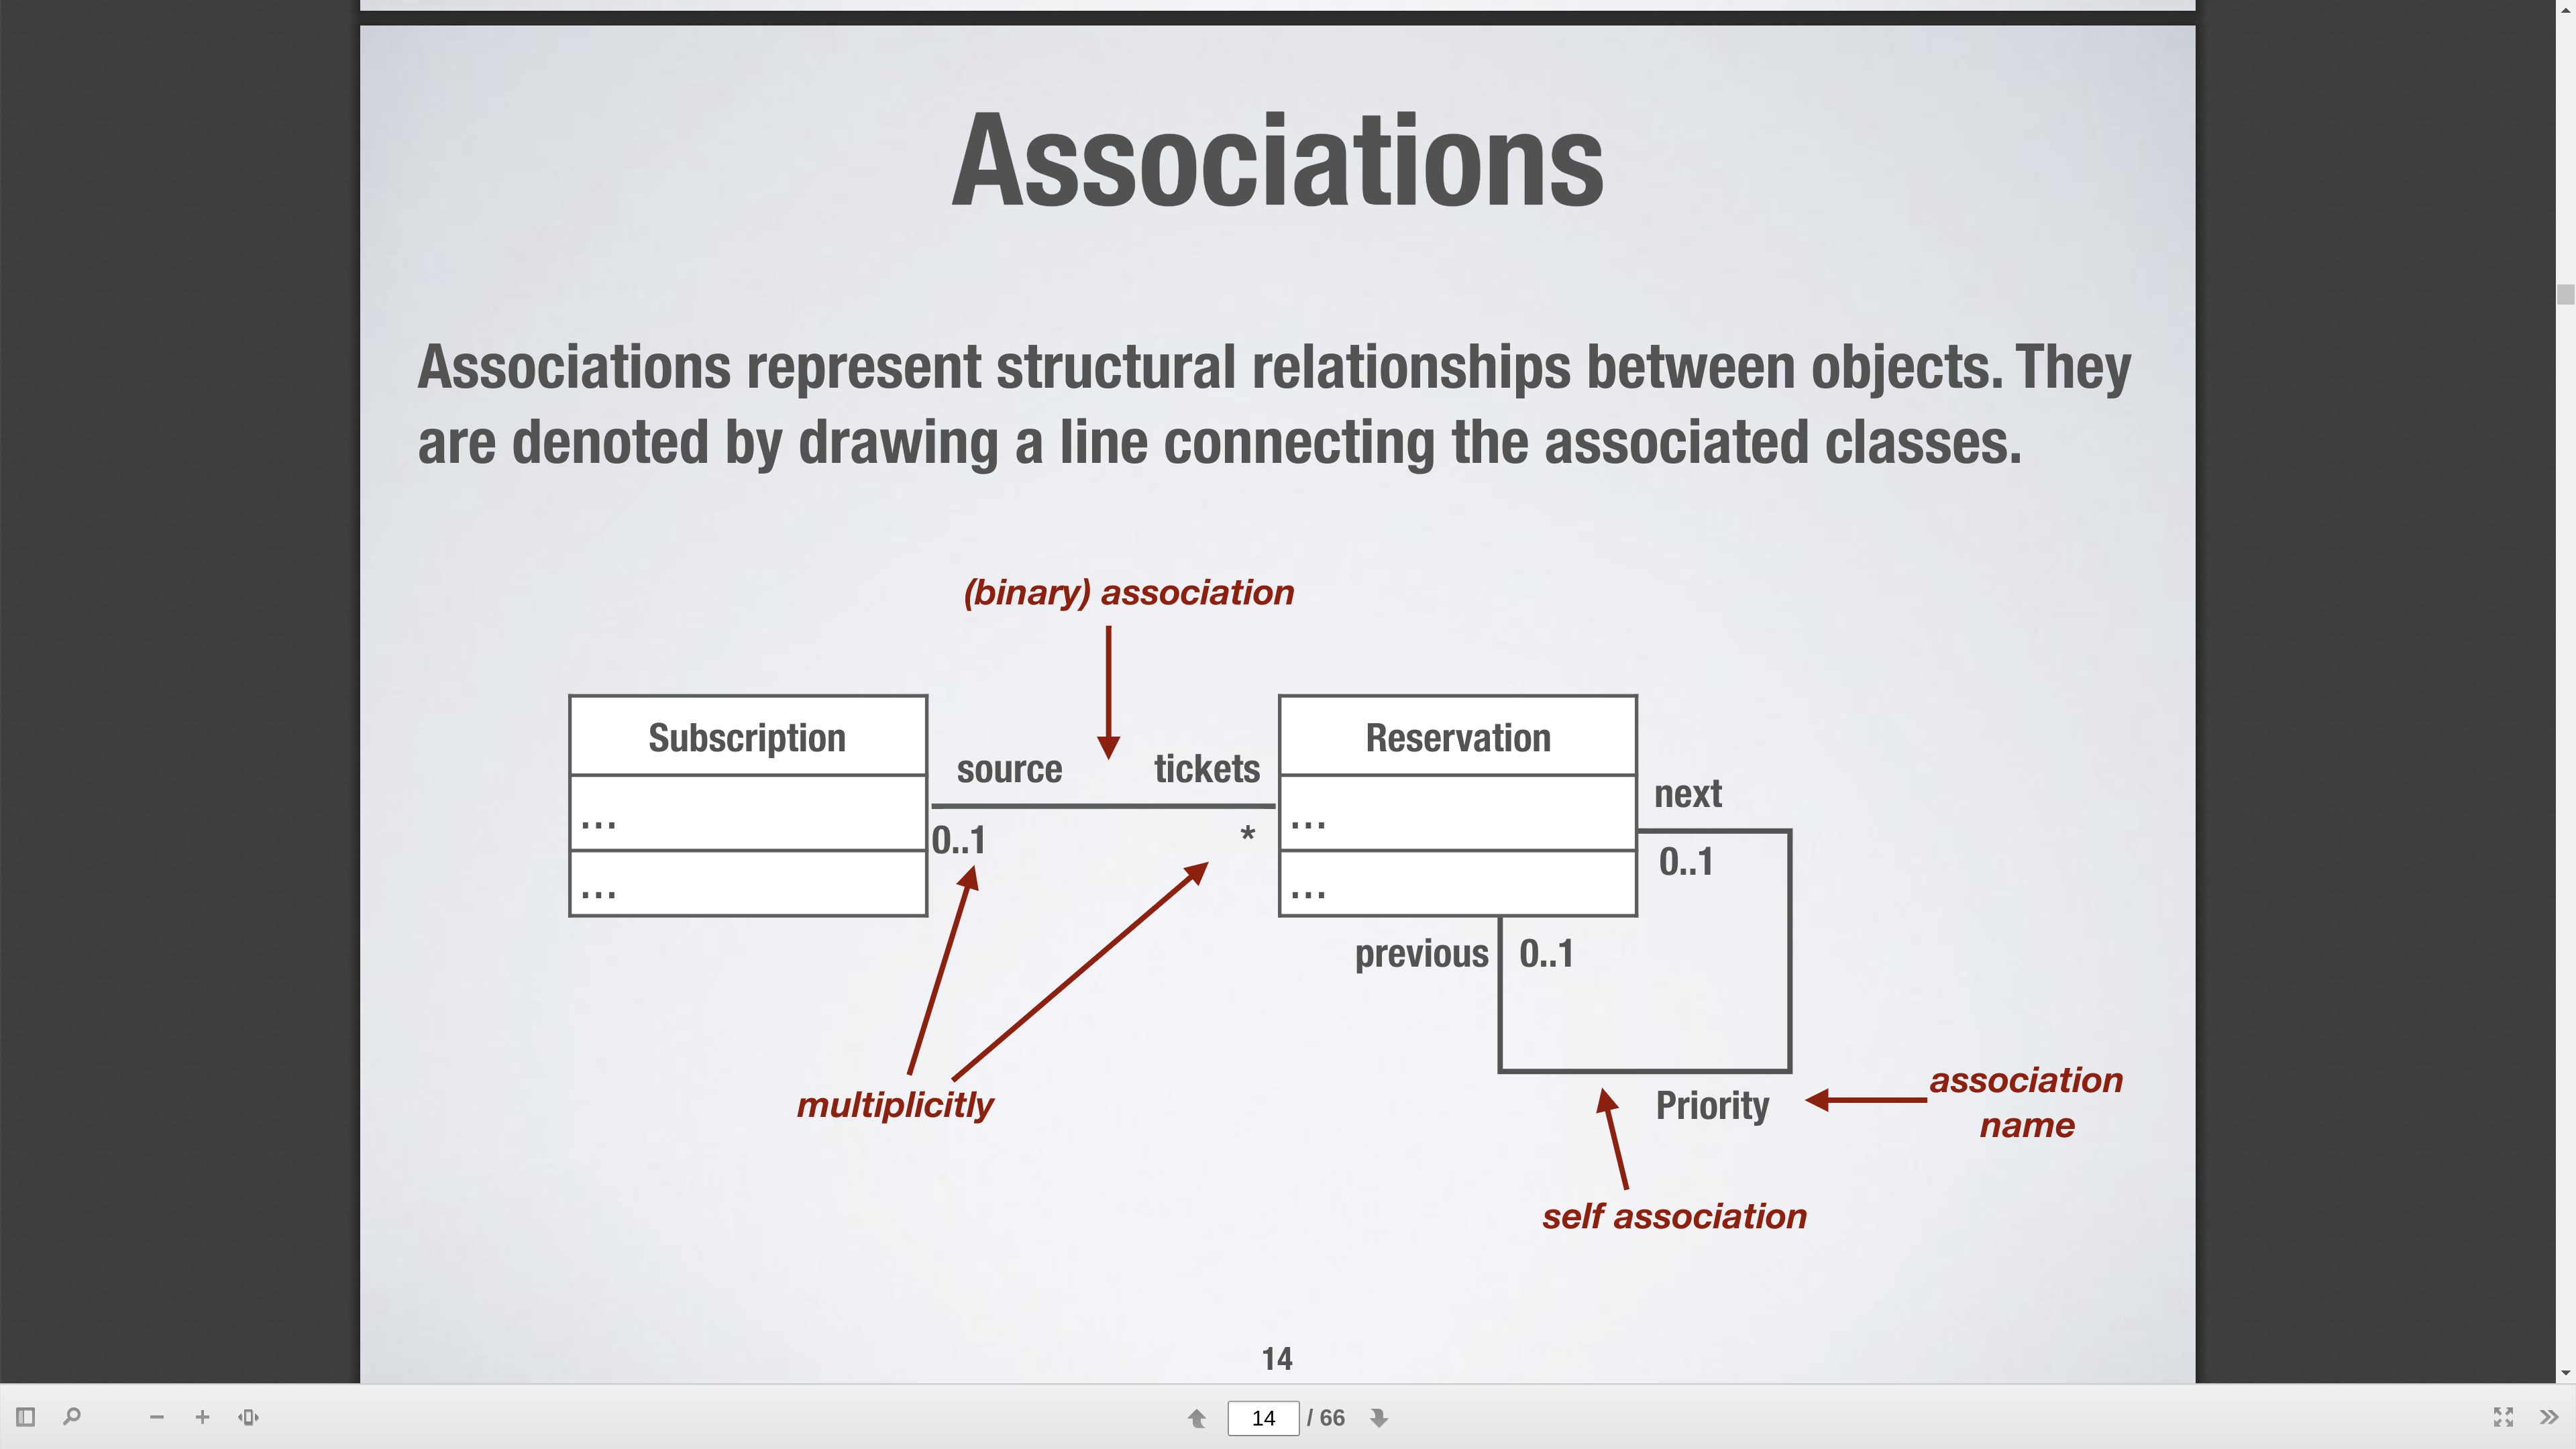 Associations
Associations represent structural relationships between objects. They
are denoted by drawing a line connecting the associated classes.
(binary) association
Subscription
Reservation
source
tickets
next
...
...
0..1
*
0..1
...
...
previous
0..1
multiplicitly
association
name
Priority
self association
14
14
/ 66